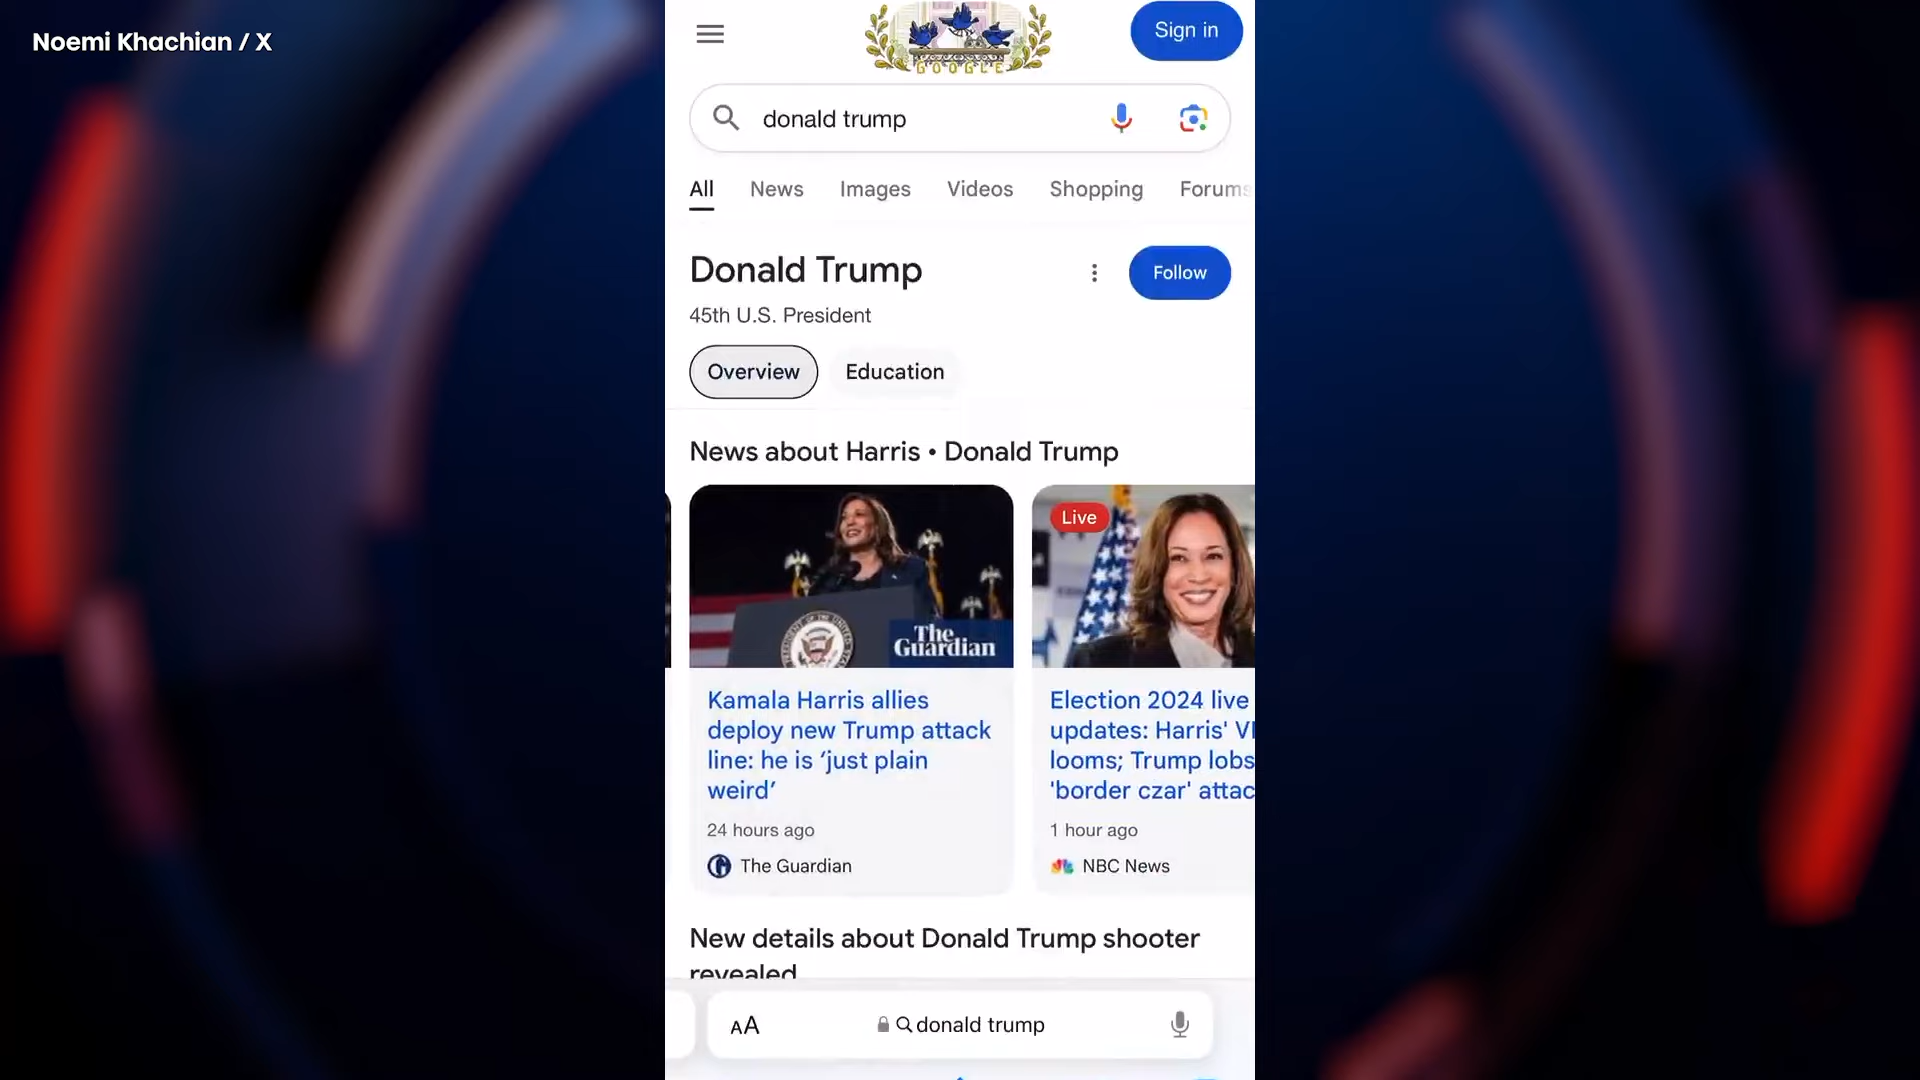 Noemi Khachian / X
GOOGLE
Sign in
donald trump
All News Images Videos Shopping Forums
Donald Trump
Follow
45th U.S. President
Overview Education
News about Harris • Donald Trump
Live
The
Guardian
Kamala Harris allies
deploy new Trump attack
line: he is ‘just plain
weird’
24 hours ago
The Guardian
Election 2024 live
updates: Harris' VP
looms; Trump lobs
'border czar' attac
1 hour ago
NBC News
New details about Donald Trump shooter
revealed
AA donald trump